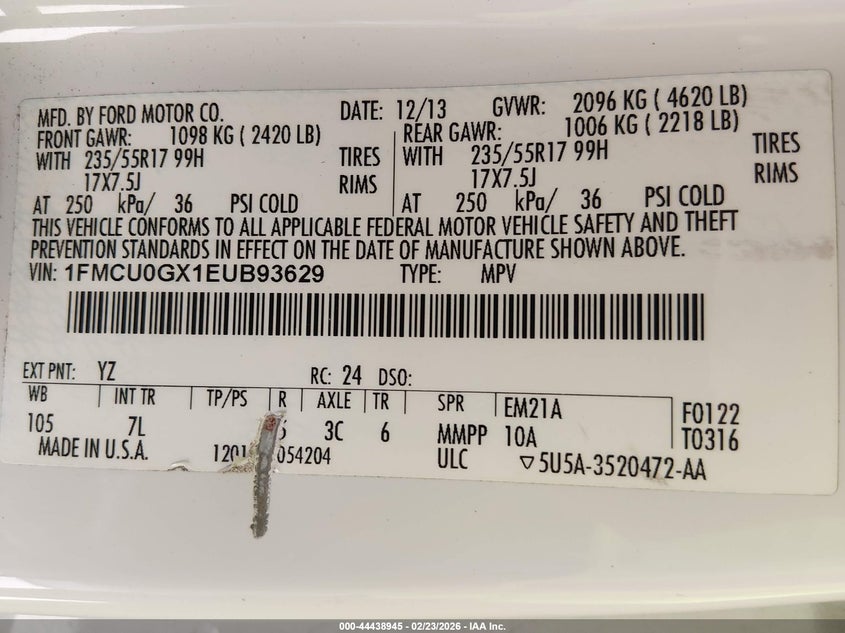 MFD. BY FORD MOTOR CO. DATE: 12/13 GVWR: 2096 KG ( 4620 LB)
FRONT GAWR: 1098 KG ( 2420 LB) REAR GAWR: 1006 KG ( 2218 LB)
WITH 235/55R17 99H TIRES WITH 235/55R17 99H TIRES
17X7.5J RIMS 17X7.5J RIMS
AT 250 kPa/ 36 PSI COLD AT 250 kPa/ 36 PSI COLD
THIS VEHICLE CONFORMS TO ALL APPLICABLE FEDERAL MOTOR VEHICLE SAFETY AND THEFT
PREVENTION STANDARDS IN EFFECT ON THE DATE OF MANUFACTURE SHOWN ABOVE.
VIN: 1FMCU0GX1EUB93629 TYPE: MPV
EXT PNT: YZ RC: 24 DSO:
WB INT TR TP/PS R AXLE TR SPR EM21A F0122
105 7L 3C 6 MMPP 10A T0316
MADE IN U.S.A. 1201 054204 ULC ▽5U5A-3520472-AA
000-44438945 - 02/23/2026 - IAA Inc.